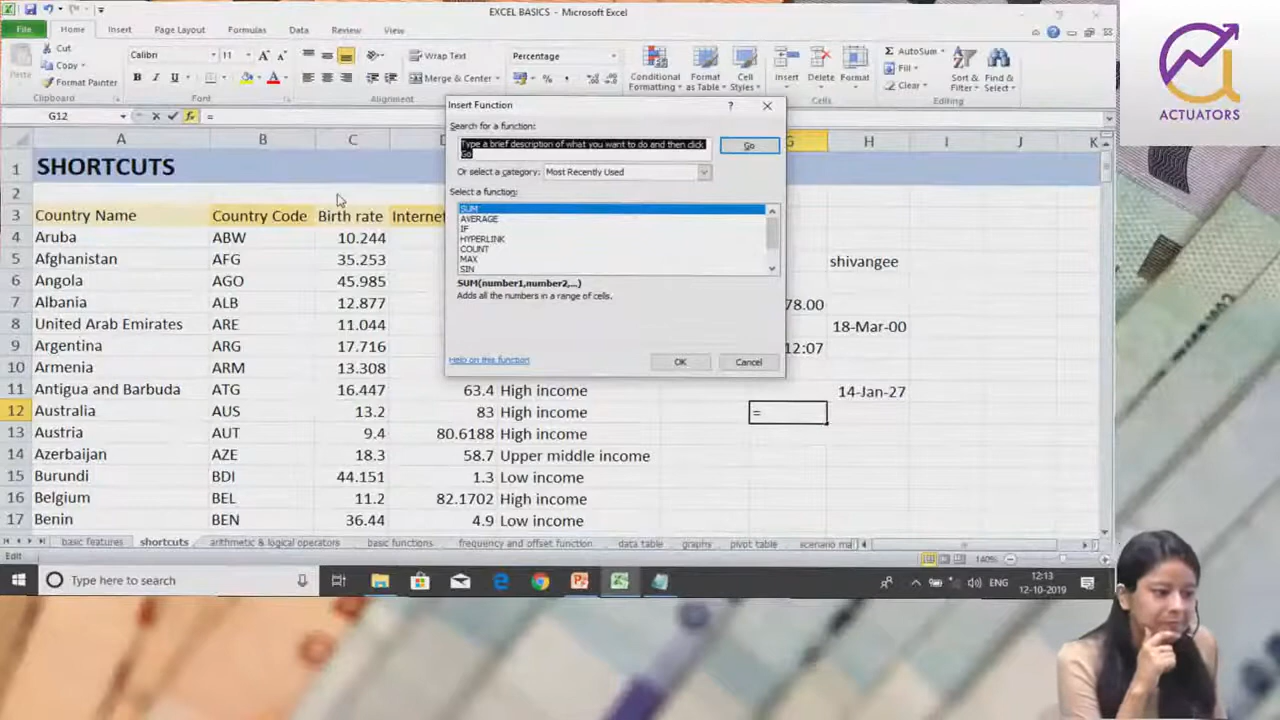 EXCEL BASICS - Microsoft Excel
File Home Insert Page Layout Formulas Data Review View
Cut Calibri 11 Wrap Text Percentage AutoSum
Copy Fill
Paste Format Painter B I U Merge & Center % Conditional Formatting Format as Table Cell Styles Insert Delete Format Clear Sort & Filter Find & Select
Clipboard Font Alignment Cells Editing
ACTUATORS
G12 fx =
A B C D G H I J K
Insert Function
Search for a function:
Type a brief description of what you want to do and then click
Go
Go
Or select a category: Most Recently Used
Select a function:
SUM
AVERAGE
IF
HYPERLINK
COUNT
MAX
SIN
SUM(number1,number2,...)
Adds all the numbers in a range of cells.
Help on this function OK Cancel
1 SHORTCUTS
2
3 Country Name Country Code Birth rate Internet
4 Aruba ABW 10.244
5 Afghanistan AFG 35.253 shivangee
6 Angola AGO 45.985
7 Albania ALB 12.877 78.00
8 United Arab Emirates ARE 11.044 18-Mar-00
9 Argentina ARG 17.716 12:07
10 Armenia ARM 13.308
11 Antigua and Barbuda ATG 16.447 63.4 High income 14-Jan-27
12 Australia AUS 13.2 83 High income =
13 Austria AUT 9.4 80.6188 High income
14 Azerbaijan AZE 18.3 58.7 Upper middle income
15 Burundi BDI 44.151 1.3 Low income
16 Belgium BEL 11.2 82.1702 High income
17 Benin BEN 36.44 4.9 Low income
basic features shortcuts arithmetic & logical operators basic functions frequency and offset function data table graphs pivot table scenario ma
Edit 140%
Type here to search ENG 12:13
12-10-2019